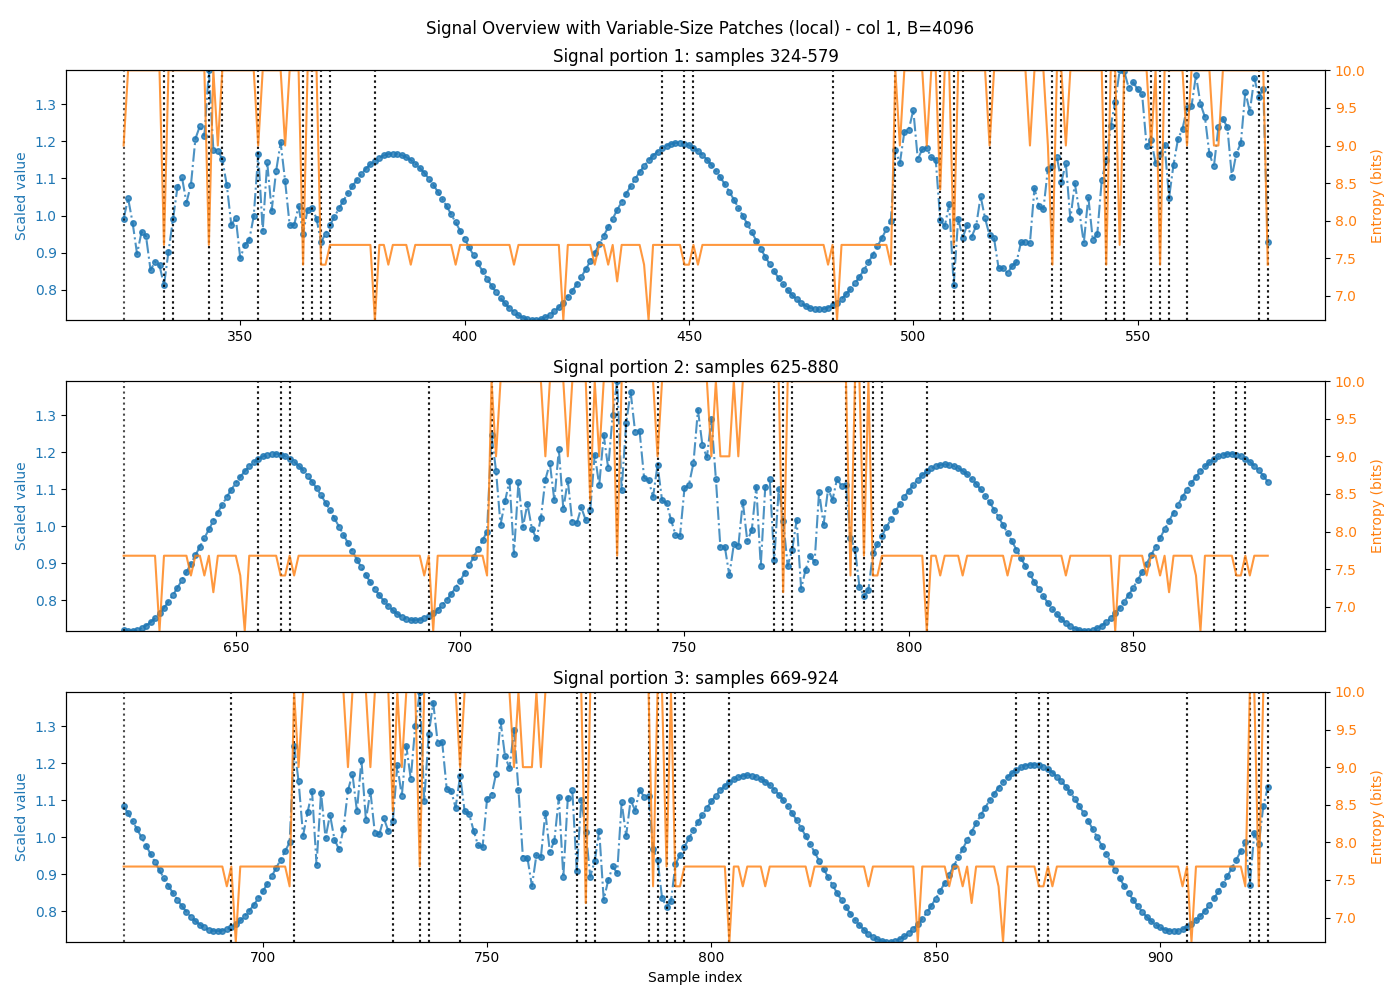 Signal Overview with Variable-Size Patches (local) - col 1, B=4096
Signal portion 1: samples 324-579
Scaled value
1.3
1.2
1.1
1.0
0.9
0.8
10.0
9.5
9.0
8.5
8.0
7.5
7.0
Entropy (bits)
350 400 450 500 550
Signal portion 2: samples 625-880
Scaled value
1.3
1.2
1.1
1.0
0.9
0.8
10.0
9.5
9.0
8.5
8.0
7.5
7.0
Entropy (bits)
650 700 750 800 850
Signal portion 3: samples 669-924
Scaled value
1.3
1.2
1.1
1.0
0.9
0.8
10.0
9.5
9.0
8.5
8.0
7.5
7.0
Entropy (bits)
700 750 800 850 900
Sample index